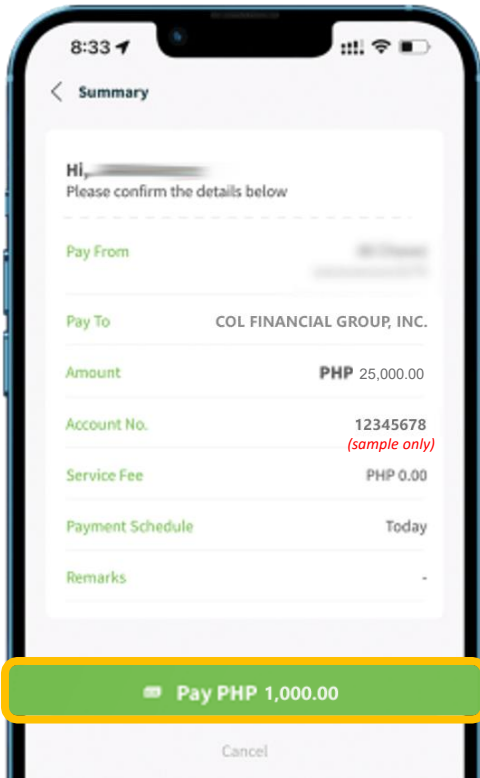 8:33
Summary
Hi,
Please confirm the details below
Pay From
Pay To COL FINANCIAL GROUP, INC.
Amount PHP 25,000.00
Account No. 12345678
(sample only)
Service Fee PHP 0.00
Payment Schedule Today
Remarks -
Pay PHP 1,000.00
Cancel